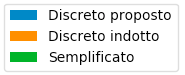 Discreto proposto
Discreto indotto
Semplificato